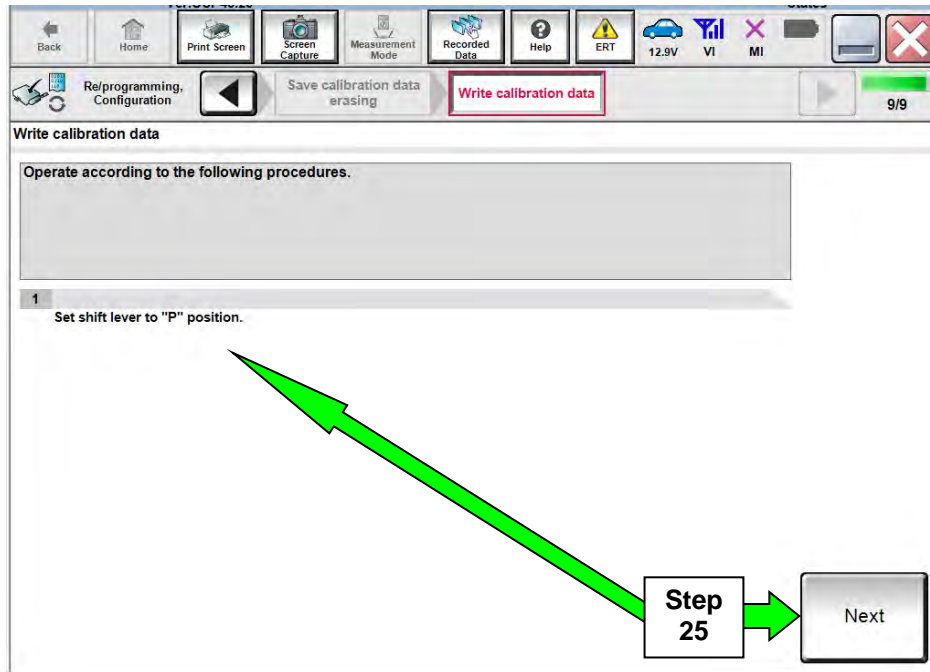 Back
Home
Print Screen
Screen
Capture
Measurement
Mode
Recorded
Data
Help
ERT
12.9V
VI
MI
Re/programming,
Configuration
Save calibration data
erasing
Write calibration data
9/9
Write calibration data
Operate according to the following procedures.
1
Set shift lever to "P" position.
Step
25
Next